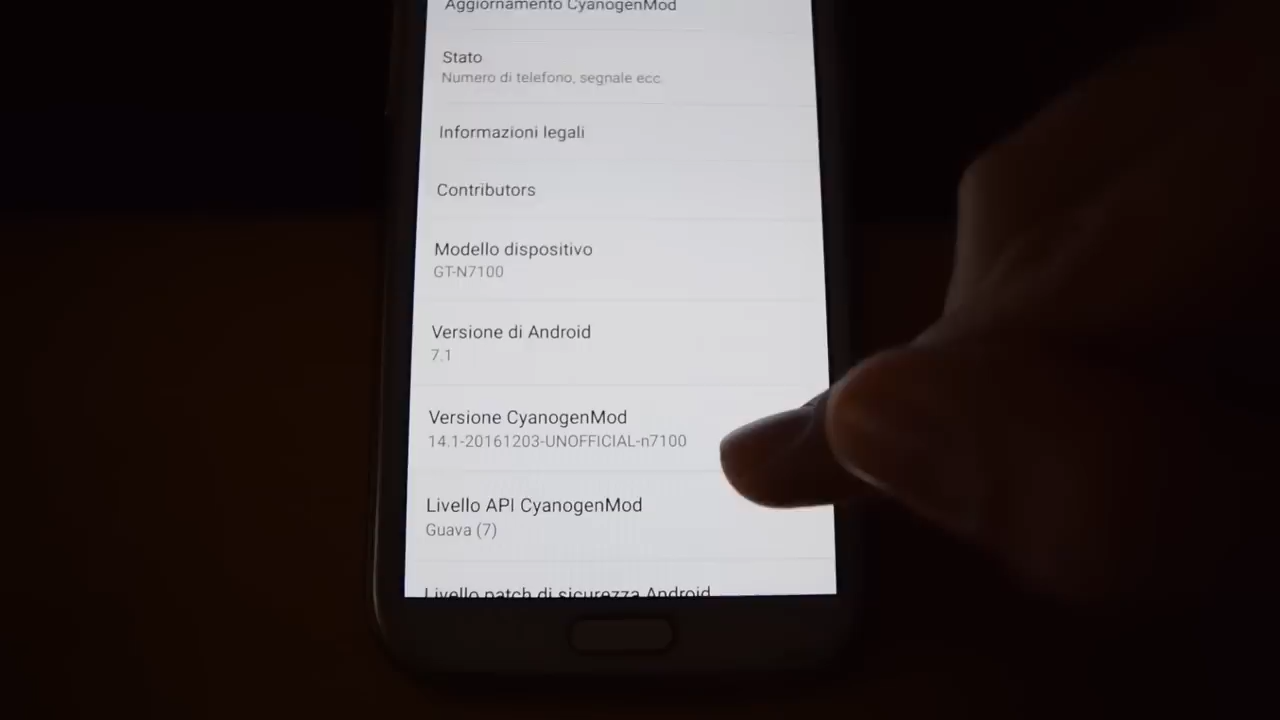 Aggiornamento CyanogenMod
Stato
Numero di telefono, segnale ecc.
Informazioni legali
Contributors
Modello dispositivo
GT-N7100
Versione di Android
7.1
Versione CyanogenMod
14.1-20161203-UNOFFICIAL-n7100
Livello API CyanogenMod
Guava (7)
Livello patch di sicurezza Android